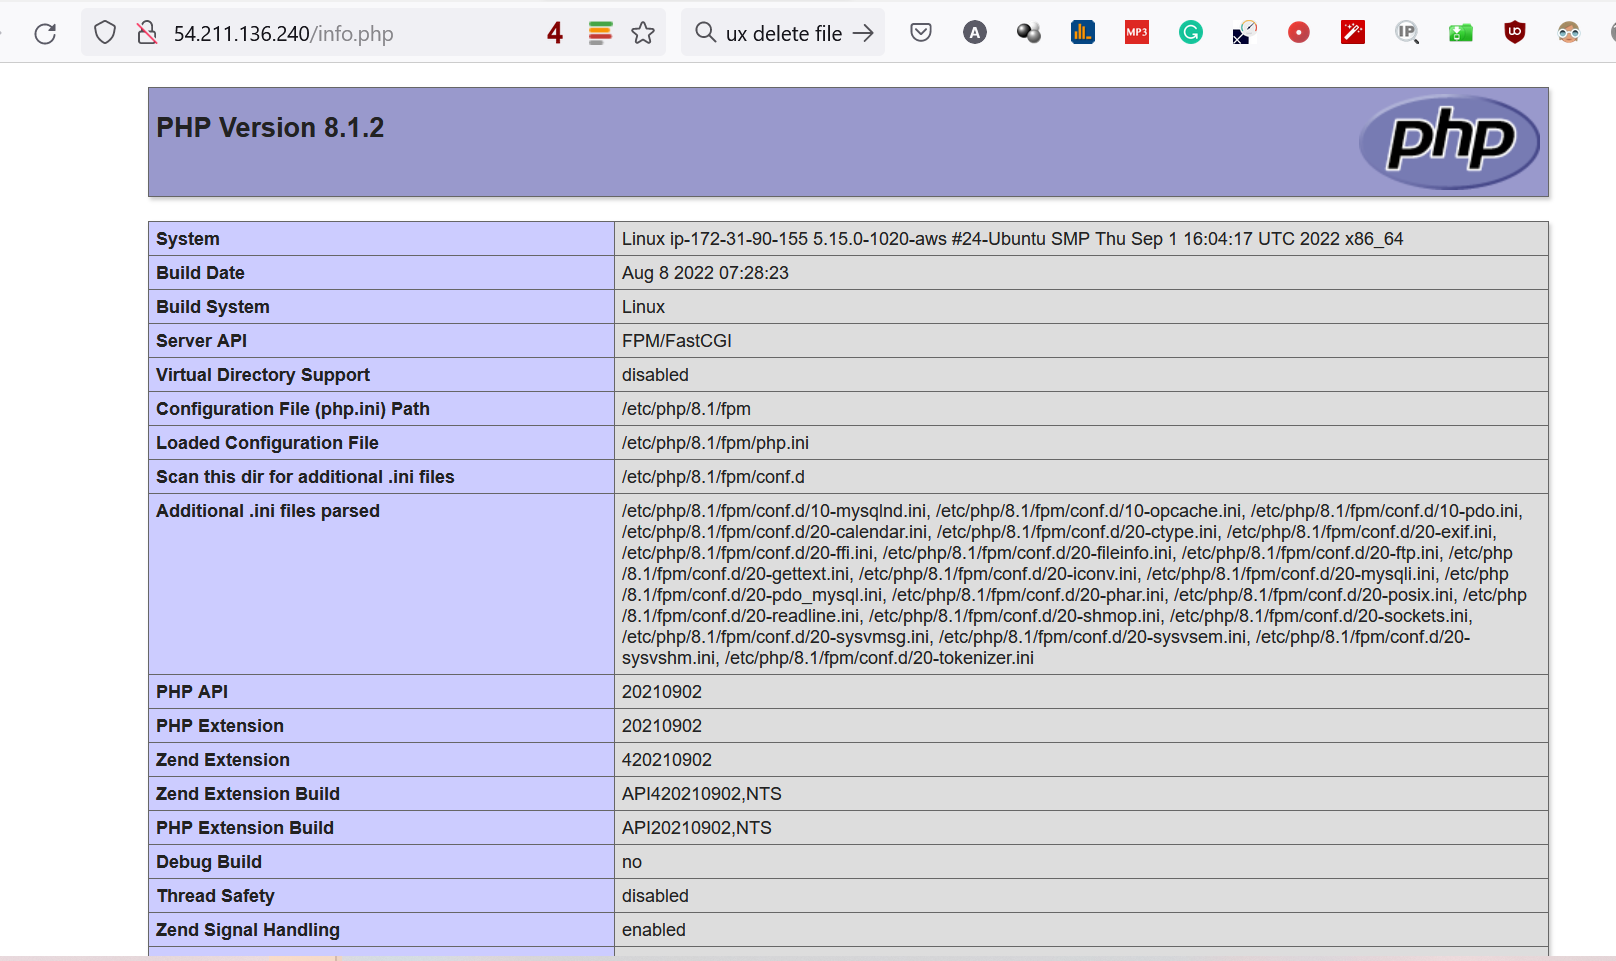 54.211.136.240/info.php
4
ux delete file
A
MP3
G
IP
UO
PHP Version 8.1.2
php
System Linux ip-172-31-90-155 5.15.0-1020-aws #24-Ubuntu SMP Thu Sep 1 16:04:17 UTC 2022 x86_64
Build Date Aug 8 2022 07:28:23
Build System Linux
Server API FPM/FastCGI
Virtual Directory Support disabled
Configuration File (php.ini) Path /etc/php/8.1/fpm
Loaded Configuration File /etc/php/8.1/fpm/php.ini
Scan this dir for additional .ini files /etc/php/8.1/fpm/conf.d
Additional .ini files parsed /etc/php/8.1/fpm/conf.d/10-mysqlnd.ini, /etc/php/8.1/fpm/conf.d/10-opcache.ini, /etc/php/8.1/fpm/conf.d/10-pdo.ini,
/etc/php/8.1/fpm/conf.d/20-calendar.ini, /etc/php/8.1/fpm/conf.d/20-ctype.ini, /etc/php/8.1/fpm/conf.d/20-exif.ini,
/etc/php/8.1/fpm/conf.d/20-ffi.ini, /etc/php/8.1/fpm/conf.d/20-fileinfo.ini, /etc/php/8.1/fpm/conf.d/20-ftp.ini, /etc/php
/8.1/fpm/conf.d/20-gettext.ini, /etc/php/8.1/fpm/conf.d/20-iconv.ini, /etc/php/8.1/fpm/conf.d/20-mysqli.ini, /etc/php
/8.1/fpm/conf.d/20-pdo_mysql.ini, /etc/php/8.1/fpm/conf.d/20-phar.ini, /etc/php/8.1/fpm/conf.d/20-posix.ini, /etc/php
/8.1/fpm/conf.d/20-readline.ini, /etc/php/8.1/fpm/conf.d/20-shmop.ini, /etc/php/8.1/fpm/conf.d/20-sockets.ini,
/etc/php/8.1/fpm/conf.d/20-sysvmsg.ini, /etc/php/8.1/fpm/conf.d/20-sysvsem.ini, /etc/php/8.1/fpm/conf.d/20-
sysvshm.ini, /etc/php/8.1/fpm/conf.d/20-tokenizer.ini
PHP API 20210902
PHP Extension 20210902
Zend Extension 420210902
Zend Extension Build API420210902,NTS
PHP Extension Build API20210902,NTS
Debug Build no
Thread Safety disabled
Zend Signal Handling enabled